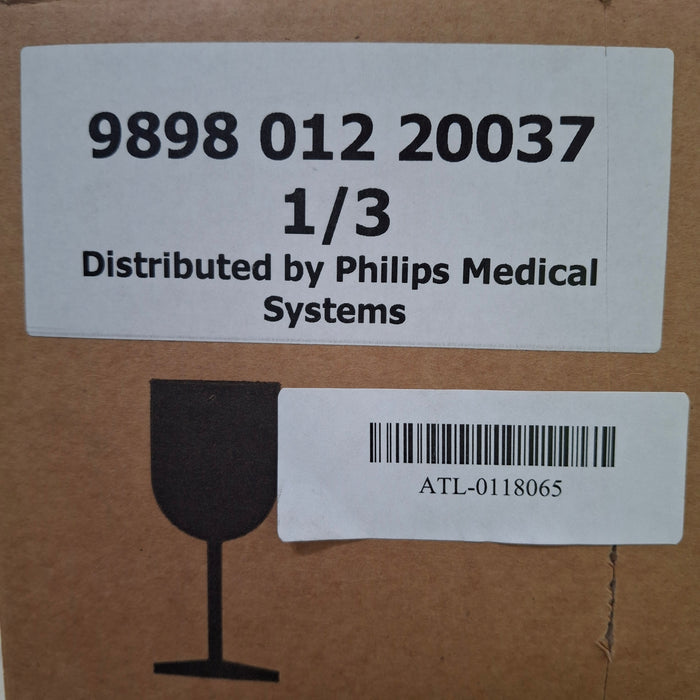 9898 012 20037
1/3
Distributed by Philips Medical
Systems
ATL-0118065